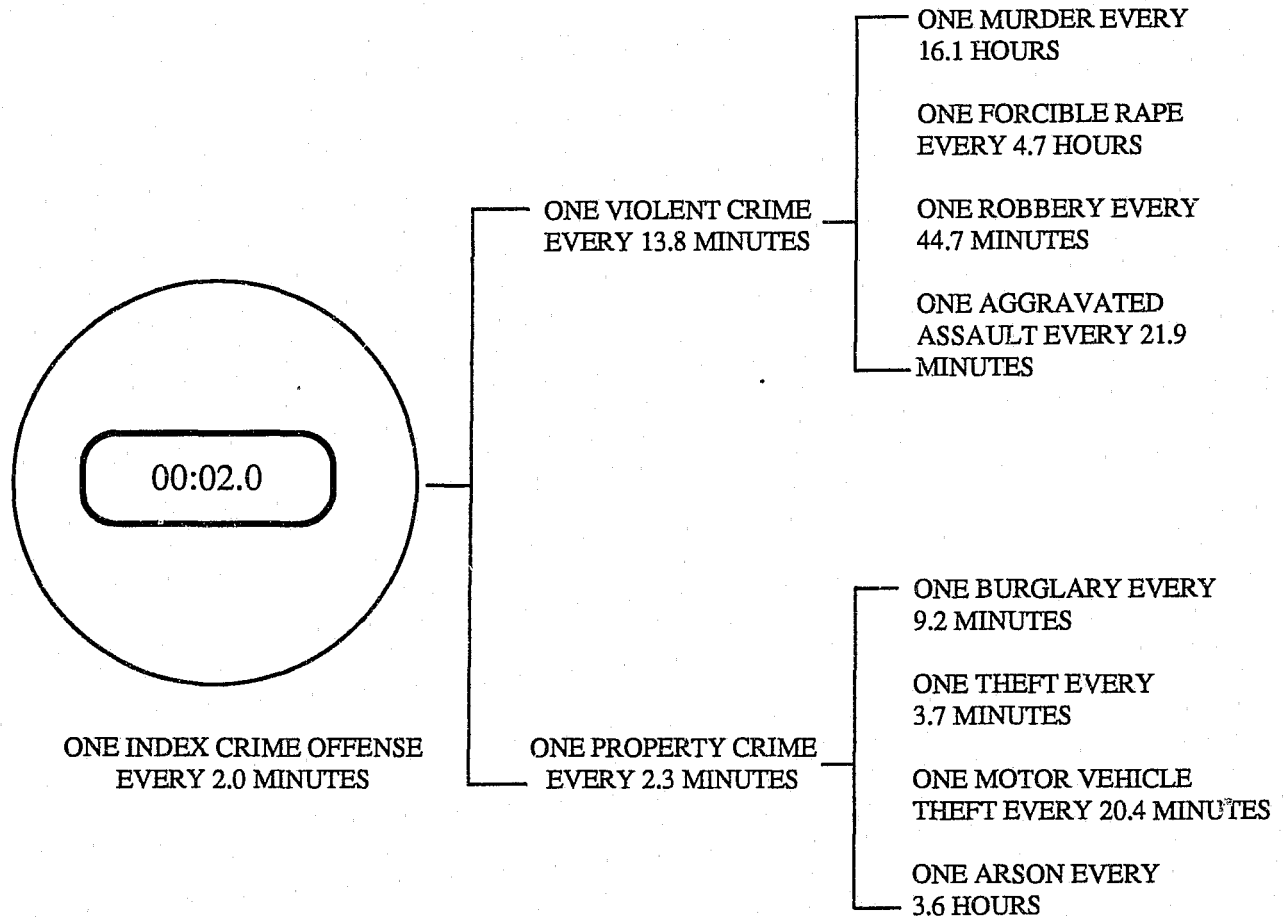 ONE MURDER EVERY
16.1 HOURS
ONE FORCIBLE RAPE
EVERY 4.7 HOURS
ONE VIOLENT CRIME
EVERY 13.8 MINUTES
ONE ROBBERY EVERY
44.7 MINUTES
ONE AGGRAVATED
ASSAULT EVERY 21.9
MINUTES
00:02.0
ONE INDEX CRIME OFFENSE
EVERY 2.0 MINUTES
ONE PROPERTY CRIME
EVERY 2.3 MINUTES
ONE BURGLARY EVERY
9.2 MINUTES
ONE THEFT EVERY
3.7 MINUTES
ONE MOTOR VEHICLE
THEFT EVERY 20.4 MINUTES
ONE ARSON EVERY
3.6 HOURS